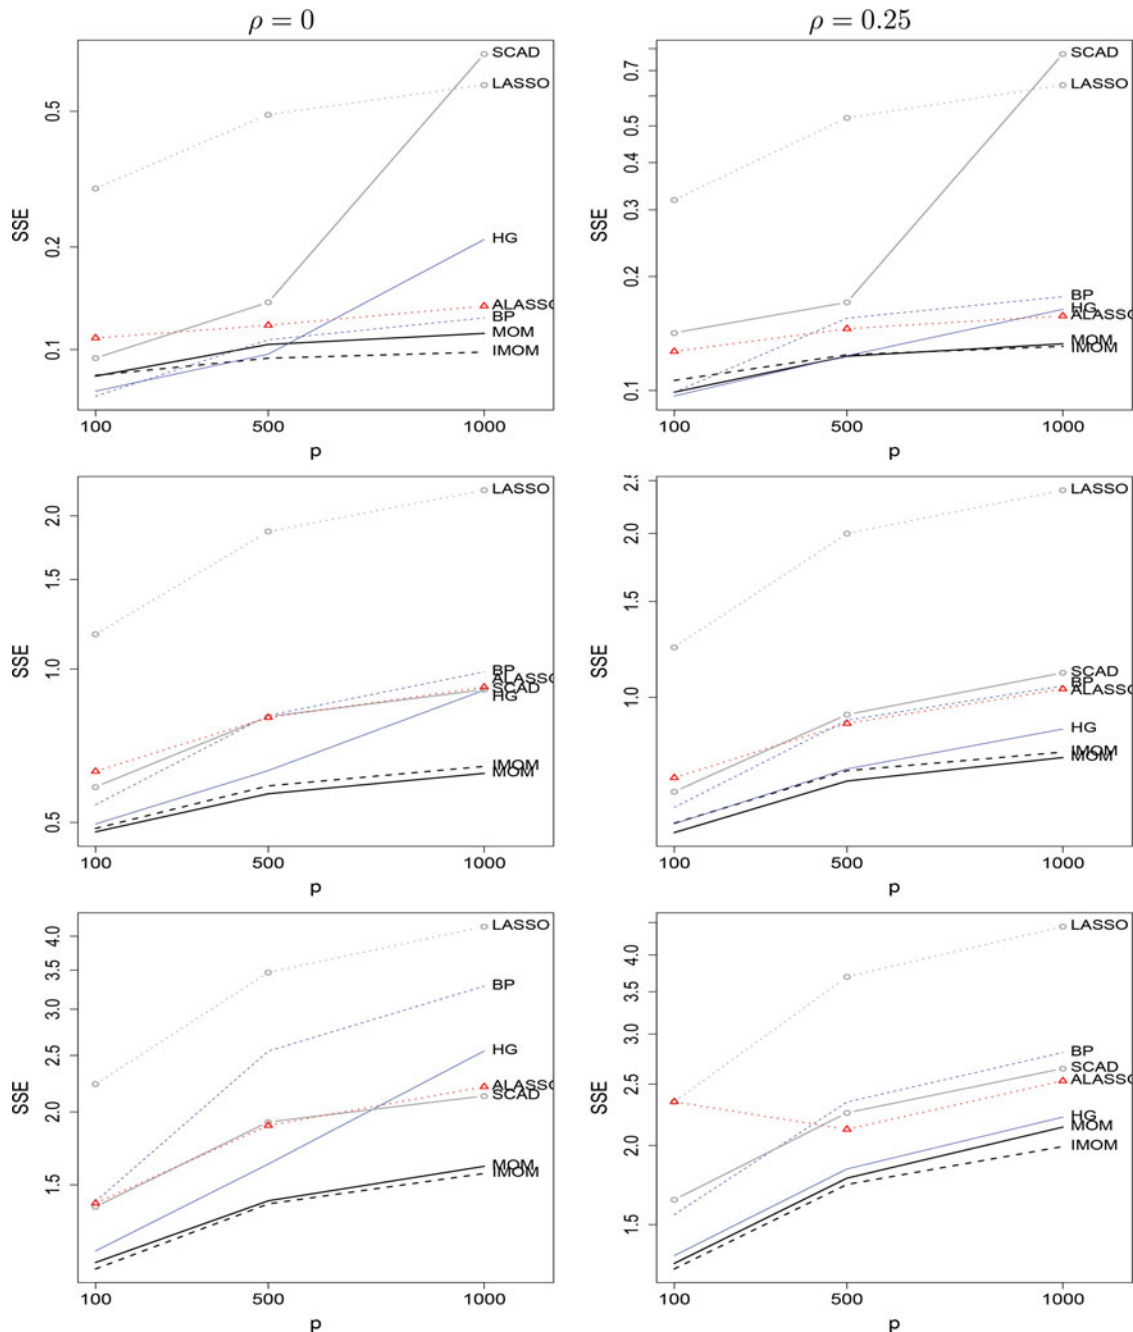 ρ = 0
ρ = 0.25
SSE
0.5
0.2
0.1
SCAD
LASSO
HG
ALASSO
BP
MOM
IMOM
100
500
1000
p
SSE
0.7
0.5
0.4
0.3
0.2
0.1
SCAD
LASSO
BP
HG
ALASSO
MOM
IMOM
100
500
1000
p
SSE
2.0
1.5
1.0
0.5
LASSO
BP
ALASSO
SCAD
HG
IMOM
MOM
100
500
1000
p
SSE
2.5
2.0
1.5
1.0
LASSO
SCAD
BP
ALASSO
HG
IMOM
MOM
100
500
1000
p
SSE
4.0
3.5
3.0
2.5
2.0
1.5
LASSO
BP
HG
ALASSO
SCAD
MOM
IMOM
100
500
1000
p
SSE
4.0
3.5
3.0
2.5
2.0
1.5
LASSO
BP
SCAD
ALASSO
HG
MOM
IMOM
100
500
1000
p